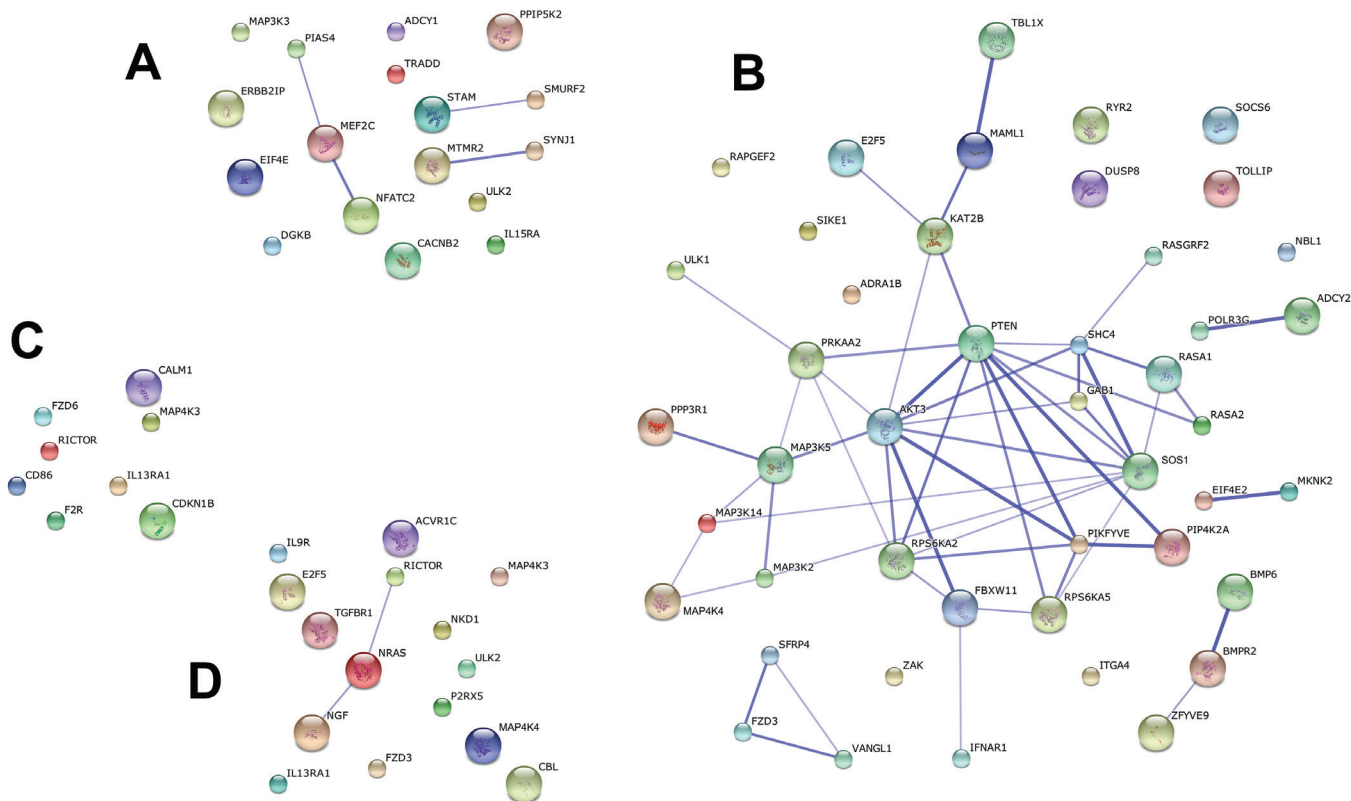 A
MAP3K3
PIAS4
ADCY1
PPIP5K2
TRADD
ERBB2IP
STAM
SMURF2
MEF2C
MTMR2
SYNJ1
EIF4E
NFATC2
ULK2
DGKB
CACNB2
IL15RA
B
TBL1X
RYR2
SOCS6
E2F5
MAML1
RAPGEF2
DUSP8
TOLLIP
SIKE1
KAT2B
RASGRF2
NBL1
ULK1
ADRA1B
ADCY2
POLR3G
PTEN
SHC4
PRKAA2
RASA1
GAB1
PPP3R1
AKT3
RASA2
MAP3K5
SOS1
EIF4E2
MKNK2
MAP3K14
PIKFYVE
PIP4K2A
RPS6KA2
MAP3K2
MAP4K4
FBXW11
RPS6KA5
BMP6
SFRP4
ZAK
ITGA4
BMPR2
FZD3
VANGL1
IFNAR1
ZFYVE9
C
CALM1
FZD6
MAP4K3
RICTOR
CD86
IL13RA1
F2R
CDKN1B
D
ACVR1C
IL9R
RICTOR
MAP4K3
E2F5
TGFBR1
NKD1
NRAS
ULK2
P2RX5
NGF
MAP4K4
FZD3
IL13RA1
CBL